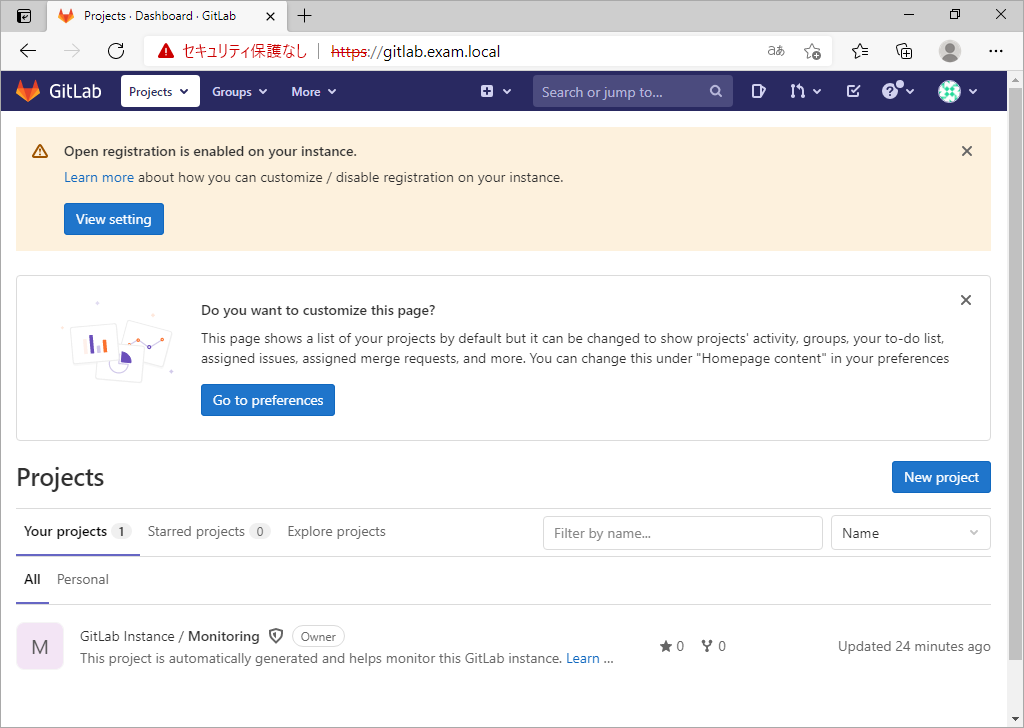 Projects · Dashboard · GitLab
セキュリティ保護なし
https://gitlab.exam.local
aあ
GitLab
Projects
Groups
More
Search or jump to...
Open registration is enabled on your instance.
Learn more about how you can customize / disable registration on your instance.
View setting
Do you want to customize this page?
This page shows a list of your projects by default but it can be changed to show projects' activity, groups, your to-do list,
assigned issues, assigned merge requests, and more. You can change this under "Homepage content" in your preferences
Go to preferences
Projects
New project
Your projects 1
Starred projects 0
Explore projects
Filter by name...
Name
All
Personal
M
GitLab Instance / Monitoring
Owner
This project is automatically generated and helps monitor this GitLab instance. Learn ...
0
0
Updated 24 minutes ago